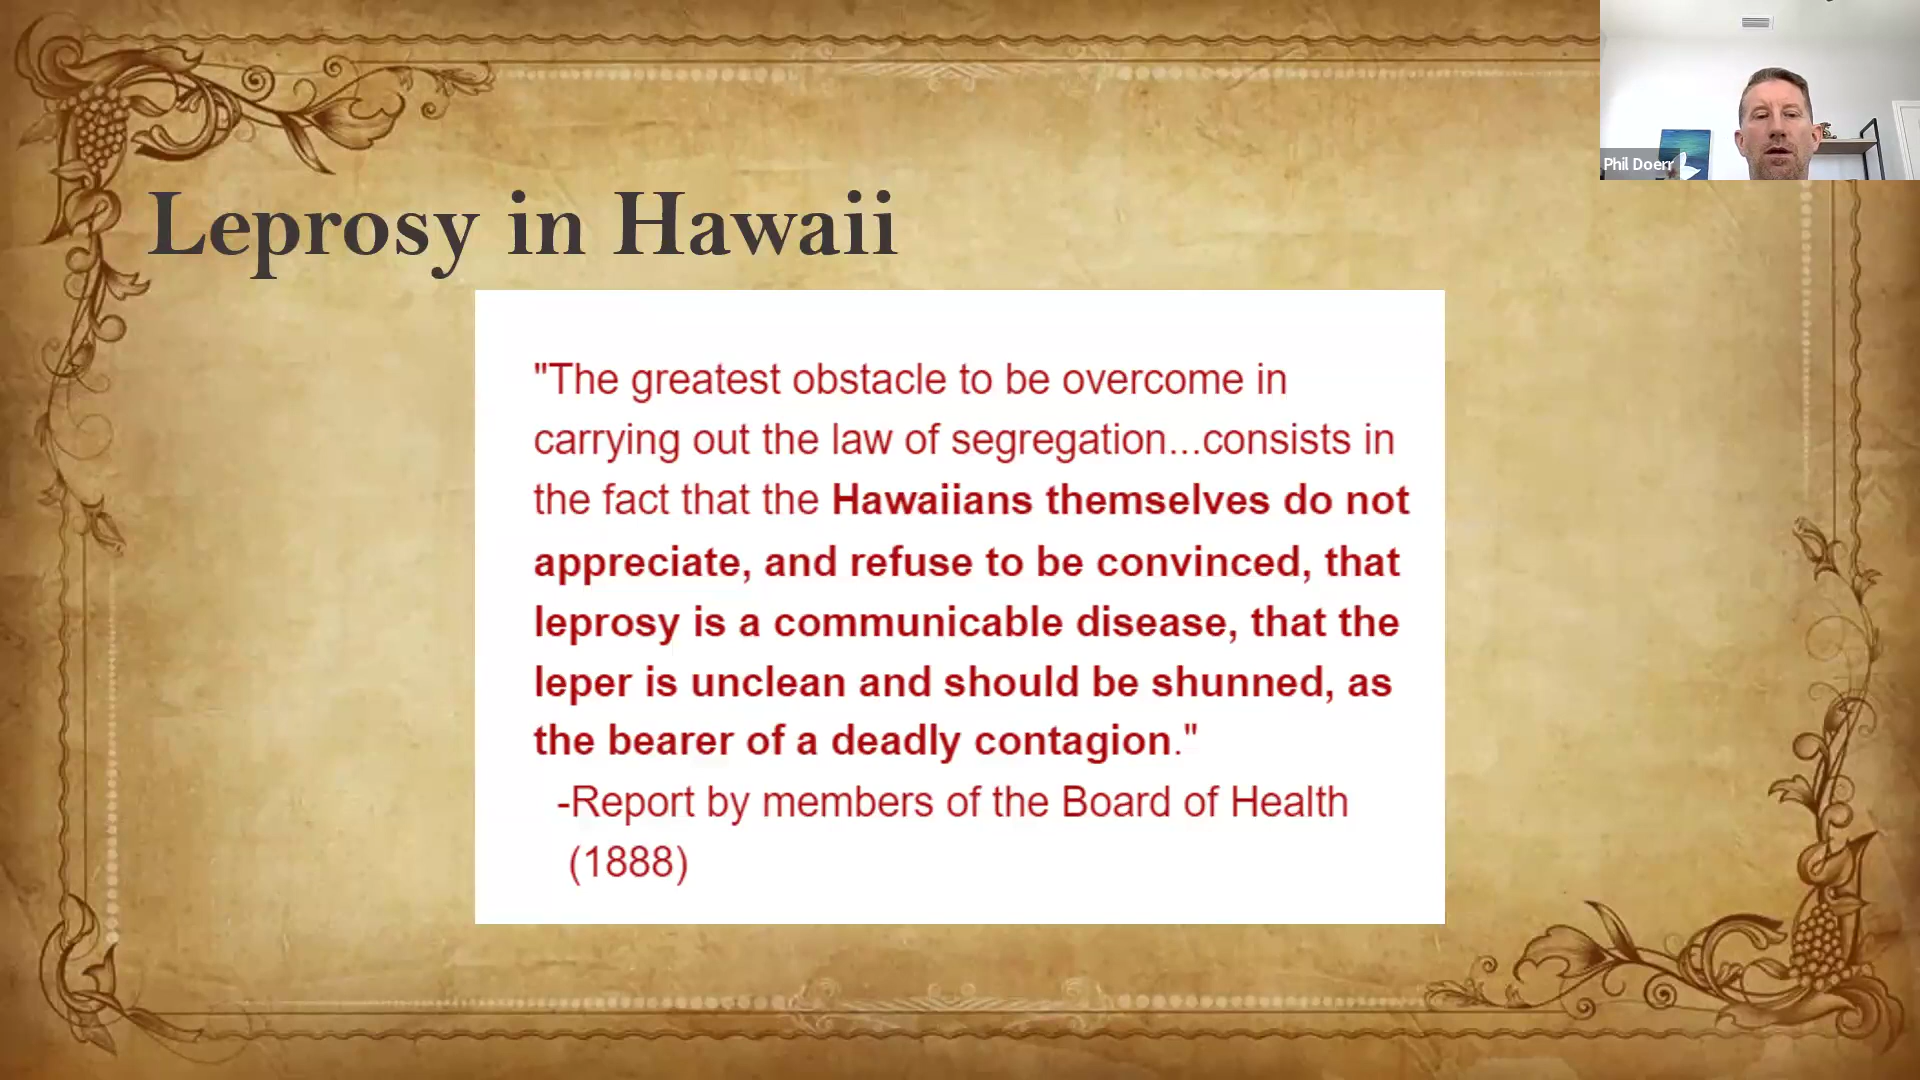 Phil Doerr
Leprosy in Hawaii
"The greatest obstacle to be overcome in
carrying out the law of segregation...consists in
the fact that the Hawaiians themselves do not
appreciate, and refuse to be convinced, that
leprosy is a communicable disease, that the
leper is unclean and should be shunned, as
the bearer of a deadly contagion."
-Report by members of the Board of Health
(1888)